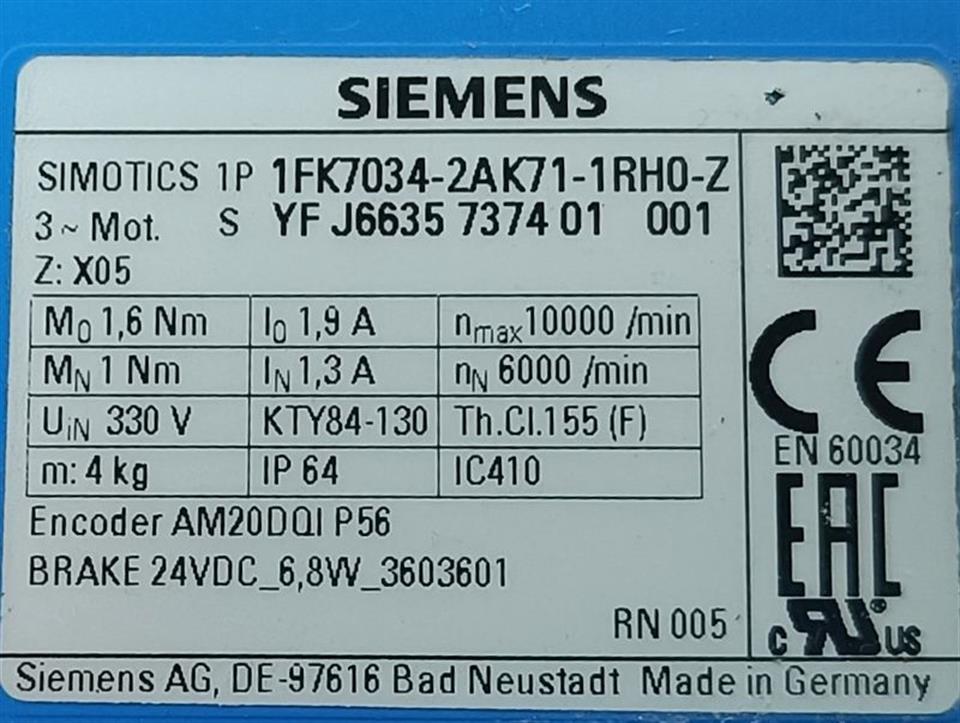 SIEMENS
SIMOTICS 1P 1FK7034-2AK71-1RH0-Z
3~ Mot. S YF J6635 7374 01 001
Z: X05
M0 1,6 Nm I0 1,9 A nmax 10000 /min
MN 1 Nm IN 1,3 A nN 6000 /min
UiN 330 V KTY84-130 Th.Cl.155 (F)
m: 4 kg IP 64 IC410
Encoder AM20DQI P56
BRAKE 24VDC_6,8W_3603601
RN 005
CE
EN 60034
EAC
c RU® US
Siemens AG, DE-97616 Bad Neustadt Made in Germany